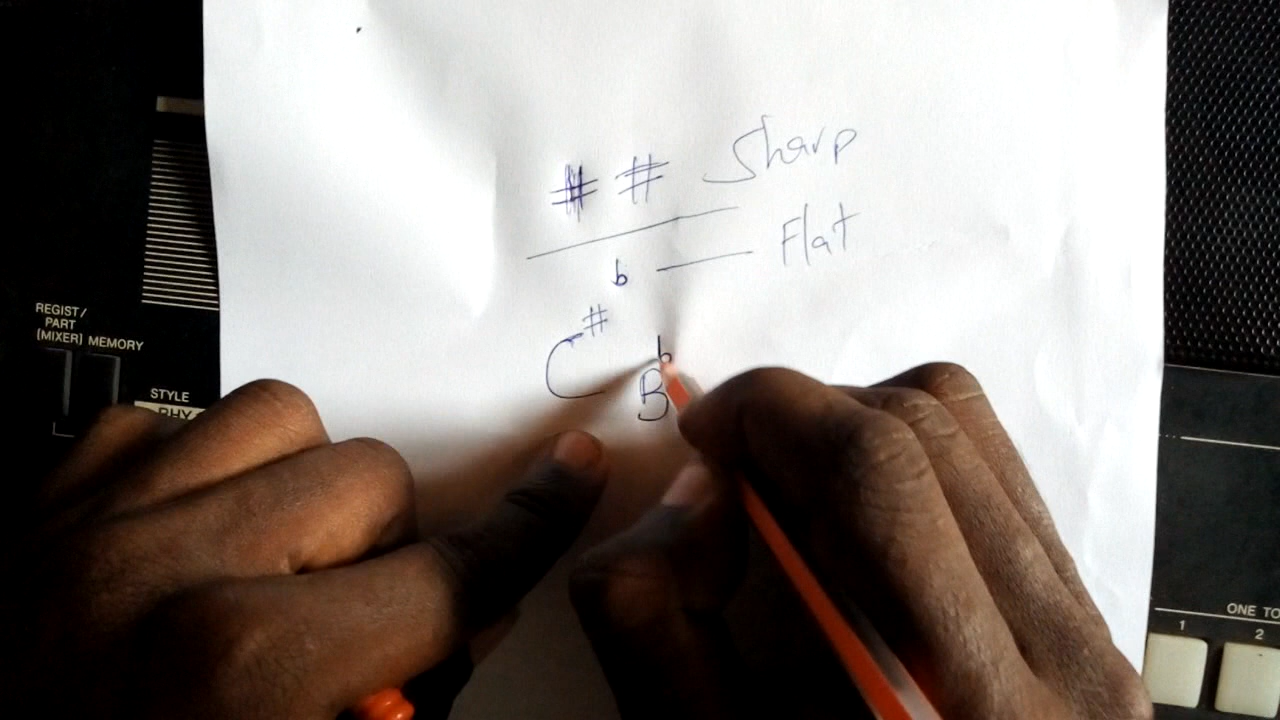 # # Sharp
b — Flat
C#
Bb
REGIST/
PART
(MIXER) MEMORY
STYLE
ONE TO
1 2